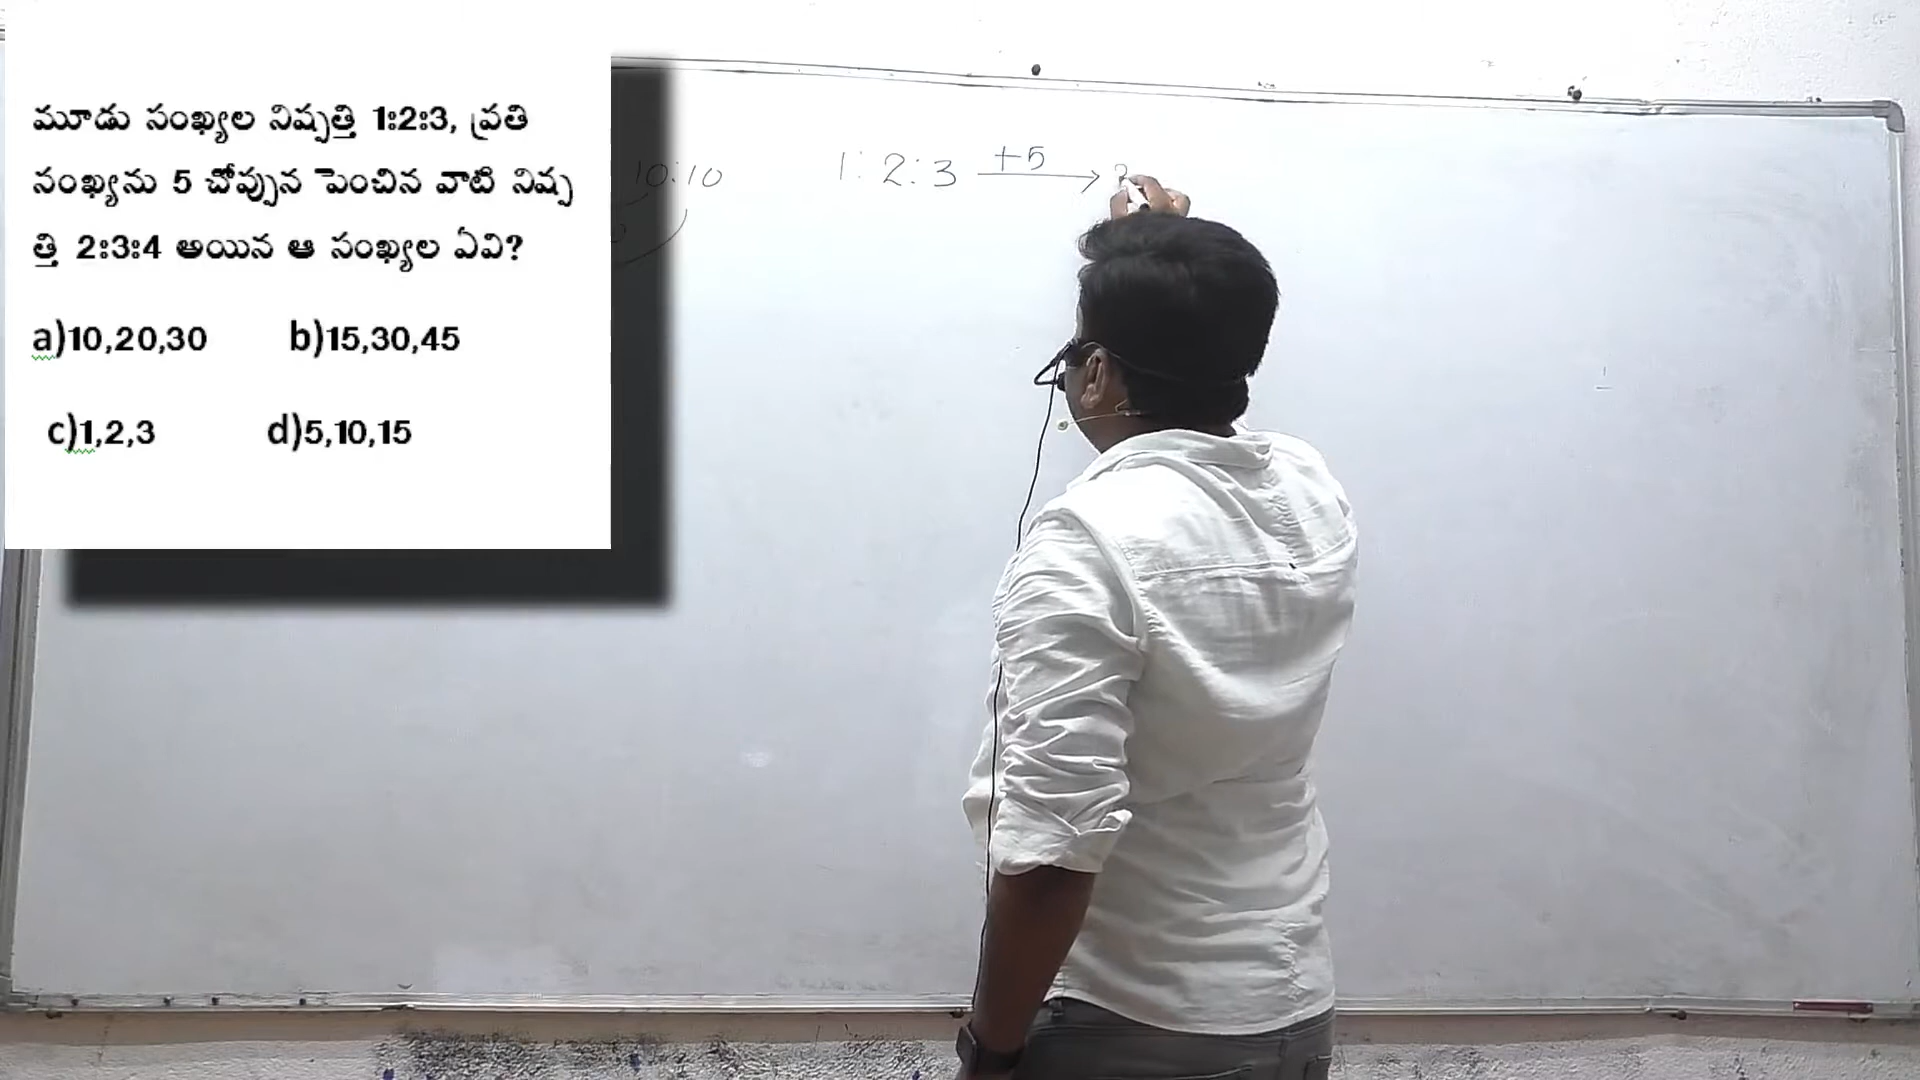 మూడు సంఖ్యల నిష్పత్తి 1:2:3, ప్రతి
సంఖ్యను 5 చోప్పున పెంచిన వాటి నిష్ప
త్తి 2:3:4 అయిన ఆ సంఖ్యల ఏవి?
a)10,20,30 b)15,30,45
c)1,2,3 d)5,10,15
10:10
1:2:3 +5